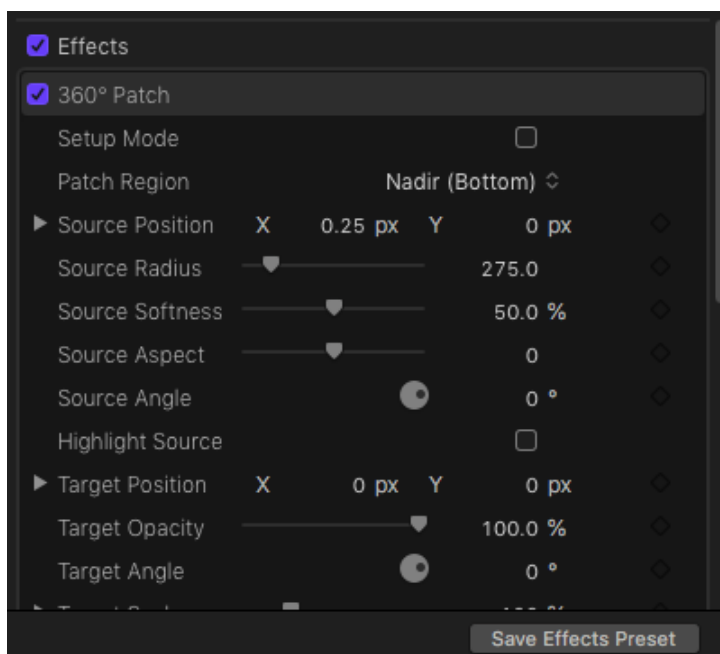 Effects
360° Patch
Setup Mode
Patch Region Nadir (Bottom)
Source Position X 0.25 px Y 0 px
Source Radius 275.0
Source Softness 50.0 %
Source Aspect 0
Source Angle 0 °
Highlight Source
Target Position X 0 px Y 0 px
Target Opacity 100.0 %
Target Angle 0 °
Save Effects Preset